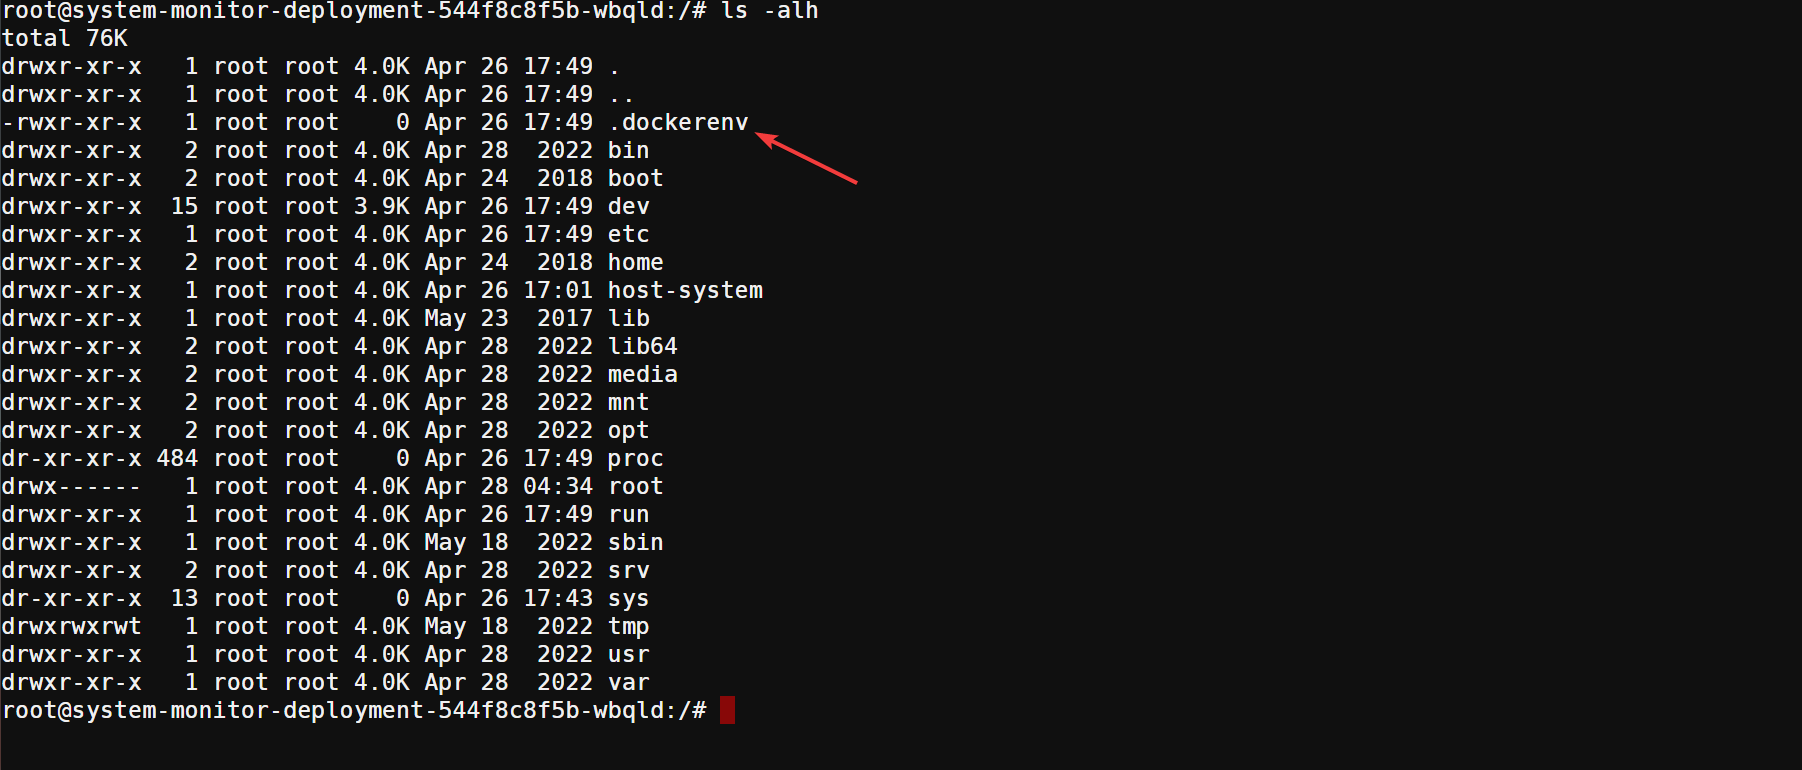 root@system-monitor-deployment-544f8c8f5b-wbqld:/# ls -alh
total 76K
drwxr-xr-x   1 root root 4.0K Apr 26 17:49 .
drwxr-xr-x   1 root root 4.0K Apr 26 17:49 ..
-rwxr-xr-x   1 root root    0 Apr 26 17:49 .dockerenv
drwxr-xr-x   2 root root 4.0K Apr 28  2022 bin
drwxr-xr-x   2 root root 4.0K Apr 24  2018 boot
drwxr-xr-x  15 root root 3.9K Apr 26 17:49 dev
drwxr-xr-x   1 root root 4.0K Apr 26 17:49 etc
drwxr-xr-x   2 root root 4.0K Apr 24  2018 home
drwxr-xr-x   1 root root 4.0K Apr 26 17:01 host-system
drwxr-xr-x   1 root root 4.0K May 23  2017 lib
drwxr-xr-x   2 root root 4.0K Apr 28  2022 lib64
drwxr-xr-x   2 root root 4.0K Apr 28  2022 media
drwxr-xr-x   2 root root 4.0K Apr 28  2022 mnt
drwxr-xr-x   2 root root 4.0K Apr 28  2022 opt
dr-xr-xr-x 484 root root    0 Apr 26 17:49 proc
drwx------   1 root root 4.0K Apr 28 04:34 root
drwxr-xr-x   1 root root 4.0K Apr 26 17:49 run
drwxr-xr-x   1 root root 4.0K May 18  2022 sbin
drwxr-xr-x   2 root root 4.0K Apr 28  2022 srv
dr-xr-xr-x  13 root root    0 Apr 26 17:43 sys
drwxrwxrwt   1 root root 4.0K May 18  2022 tmp
drwxr-xr-x   1 root root 4.0K Apr 28  2022 usr
drwxr-xr-x   1 root root 4.0K Apr 28  2022 var
root@system-monitor-deployment-544f8c8f5b-wbqld:/#